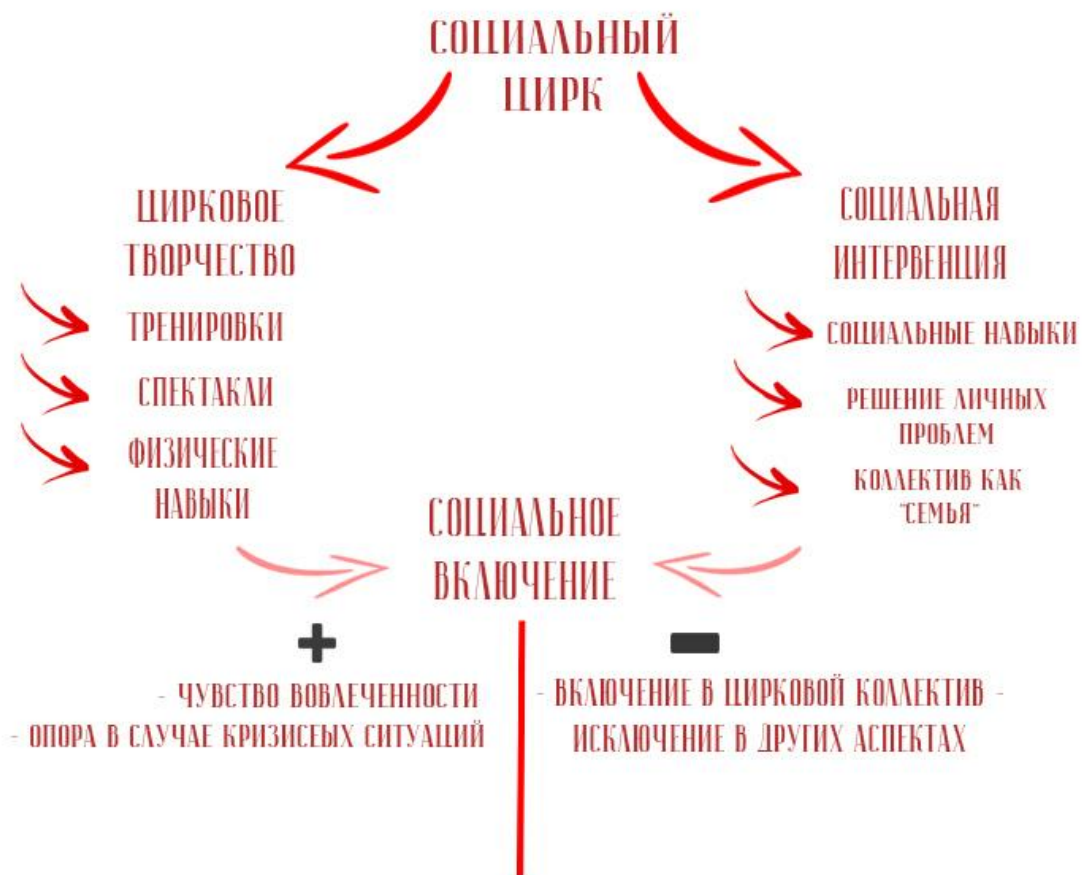 СОЦИАЛЬНЫЙ
ЦИРК
ЦИРКОВОЕ
ТВОРЧЕСТВО
ТРЕНИРОВКИ
СПЕКТАКЛИ
ФИЗИЧЕСКИЕ
НАВЫКИ
СОЦИАЛЬНАЯ
ИНТЕРВЕНЦИЯ
СОЦИАЛЬНЫЕ НАВЫКИ
РЕШЕНИЕ ЛИЧНЫХ
ПРОБЛЕМ
КОЛЛЕКТИВ КАК
"СЕМЬЯ"
СОЦИАЛЬНОЕ
ВКЛЮЧЕНИЕ
- ЧУВСТВО ВОВЛЕЧЕННОСТИ
- ОПОРА В СЛУЧАЕ КРИЗИСЕЫХ СИТУАЦИЙ
- ВКЛЮЧЕНИЕ В ЦИРКОВОЙ КОЛЛЕКТИВ -
ИСКЛЮЧЕНИЕ В ДРУГИХ АСПЕКТАХ